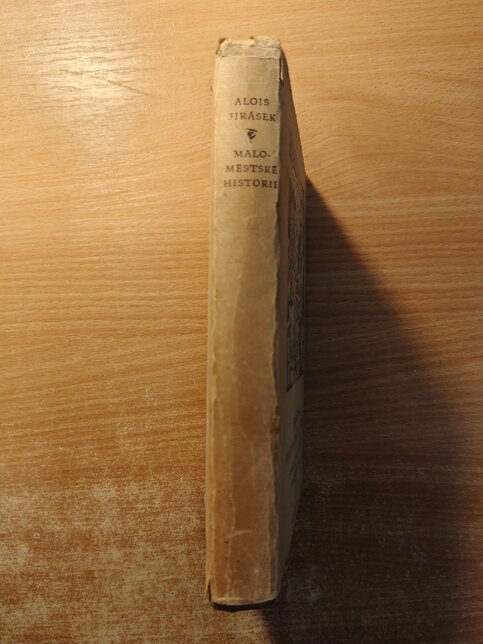 ALOIS
JIRÁSEK
MALO-
MĚSTSKÉ
HISTORIE